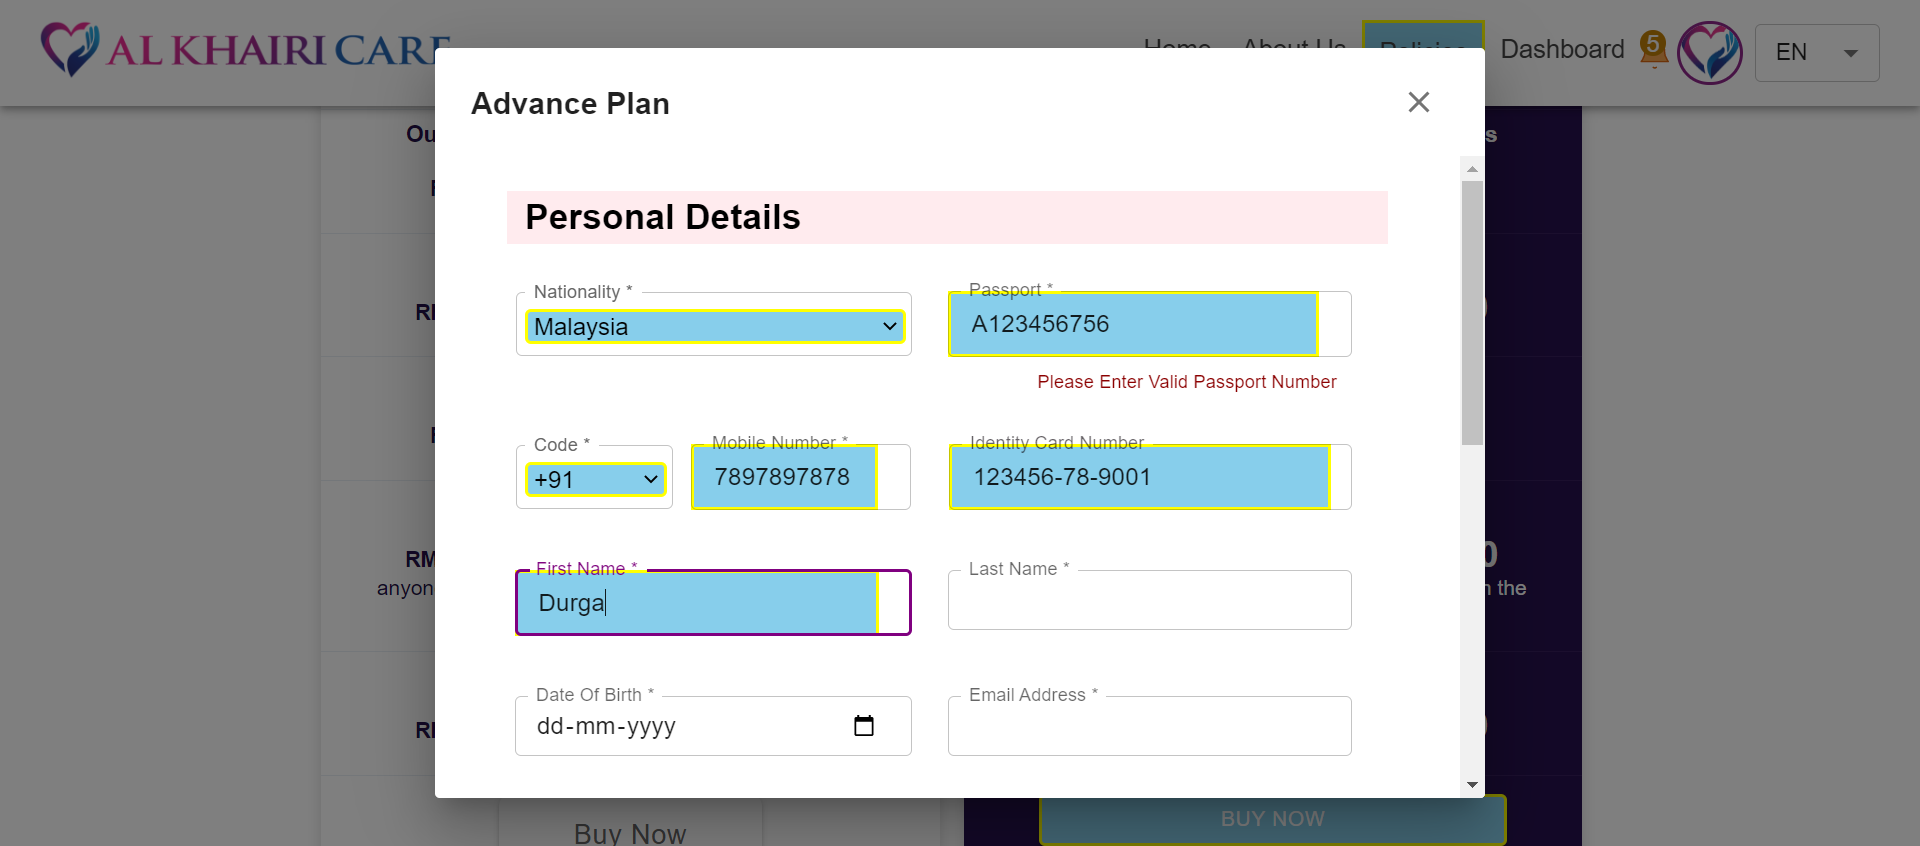 AL KHAIRI CARE
Home
About Us
Policies
Dashboard
5
EN
Advance Plan
Personal Details
Nationality *
Malaysia
Passport *
A123456756
Please Enter Valid Passport Number
Code *
+91
Mobile Number *
7897897878
Identity Card Number
123456-78-9001
First Name *
Durga
Last Name *
Date Of Birth *
dd-mm-yyyy
Email Address *
Ou
s
RM
anyon
0
n the
Buy Now
BUY NOW